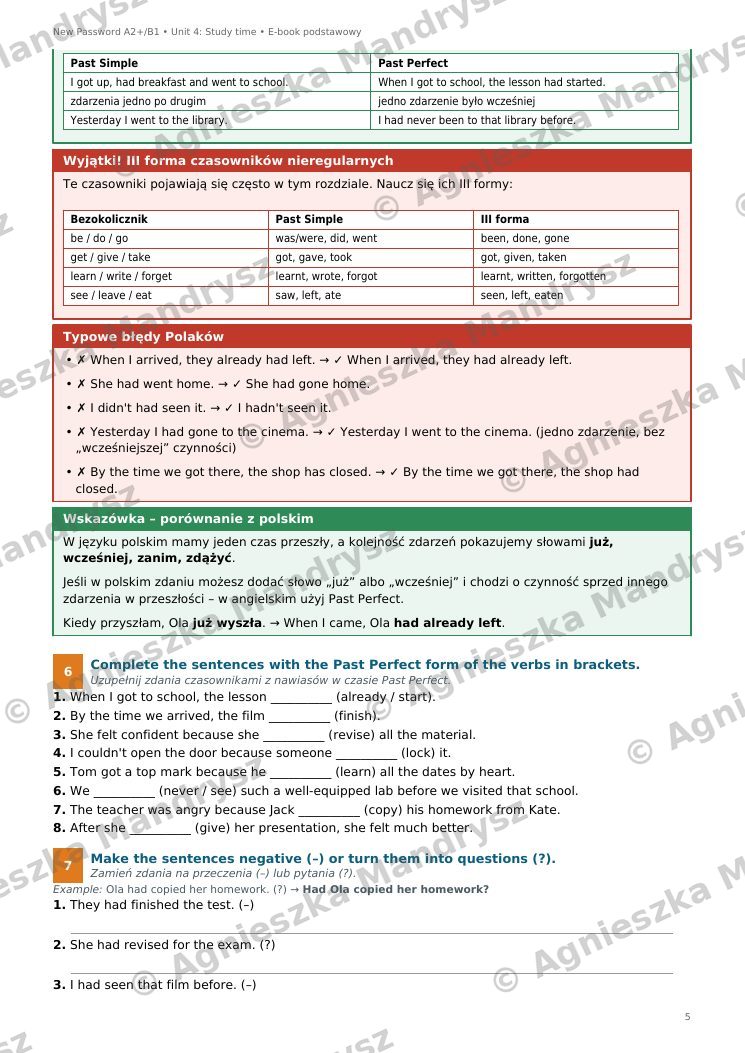 New Password A2+/B1 • Unit 4: Study time • E-book podstawowy
Past Simple Past Perfect
I got up, had breakfast and went to school. When I got to school, the lesson had started.
zdarzenia jedno po drugim jedno zdarzenie było wcześniej
Yesterday I went to the library. I had never been to that library before.
Wyjątki! III forma czasowników nieregularnych
Te czasowniki pojawiają się często w tym rozdziale. Naucz się ich III formy:
Bezokolicznik Past Simple III forma
be / do / go was/were, did, went been, done, gone
get / give / take got, gave, took got, given, taken
learn / write / forget learnt, wrote, forgot learnt, written, forgotten
see / leave / eat saw, left, ate seen, left, eaten
Typowe błędy Polaków
• ✗ When I arrived, they already had left. → ✓ When I arrived, they had already left.
• ✗ She had went home. → ✓ She had gone home.
• ✗ I didn't had seen it. → ✓ I hadn't seen it.
• ✗ Yesterday I had gone to the cinema. → ✓ Yesterday I went to the cinema. (jedno zdarzenie, bez
„wcześniejszej” czynności)
• ✗ By the time we got there, the shop has closed. → ✓ By the time we got there, the shop had
closed.
Wskazówka – porównanie z polskim
W języku polskim mamy jeden czas przeszły, a kolejność zdarzeń pokazujemy słowami już,
wcześniej, zanim, zdążyć.
Jeśli w polskim zdaniu możesz dodać słowo „już” albo „wcześniej” i chodzi o czynność sprzed innego
zdarzenia w przeszłości – w angielskim użyj Past Perfect.
Kiedy przyszłam, Ola już wyszła. → When I came, Ola had already left.
6 Complete the sentences with the Past Perfect form of the verbs in brackets.
Uzupełnij zdania czasownikami z nawiasów w czasie Past Perfect.
1. When I got to school, the lesson __________ (already / start).
2. By the time we arrived, the film __________ (finish).
3. She felt confident because she __________ (revise) all the material.
4. I couldn't open the door because someone __________ (lock) it.
5. Tom got a top mark because he __________ (learn) all the dates by heart.
6. We __________ (never / see) such a well-equipped lab before we visited that school.
7. The teacher was angry because Jack __________ (copy) his homework from Kate.
8. After she __________ (give) her presentation, she felt much better.
7 Make the sentences negative (–) or turn them into questions (?).
Zamień zdania na przeczenia (–) lub pytania (?).
Example: Ola had copied her homework. (?) → Had Ola copied her homework?
1. They had finished the test. (–)
2. She had revised for the exam. (?)
3. I had seen that film before. (–)
5
© Agnieszka Mandrysz